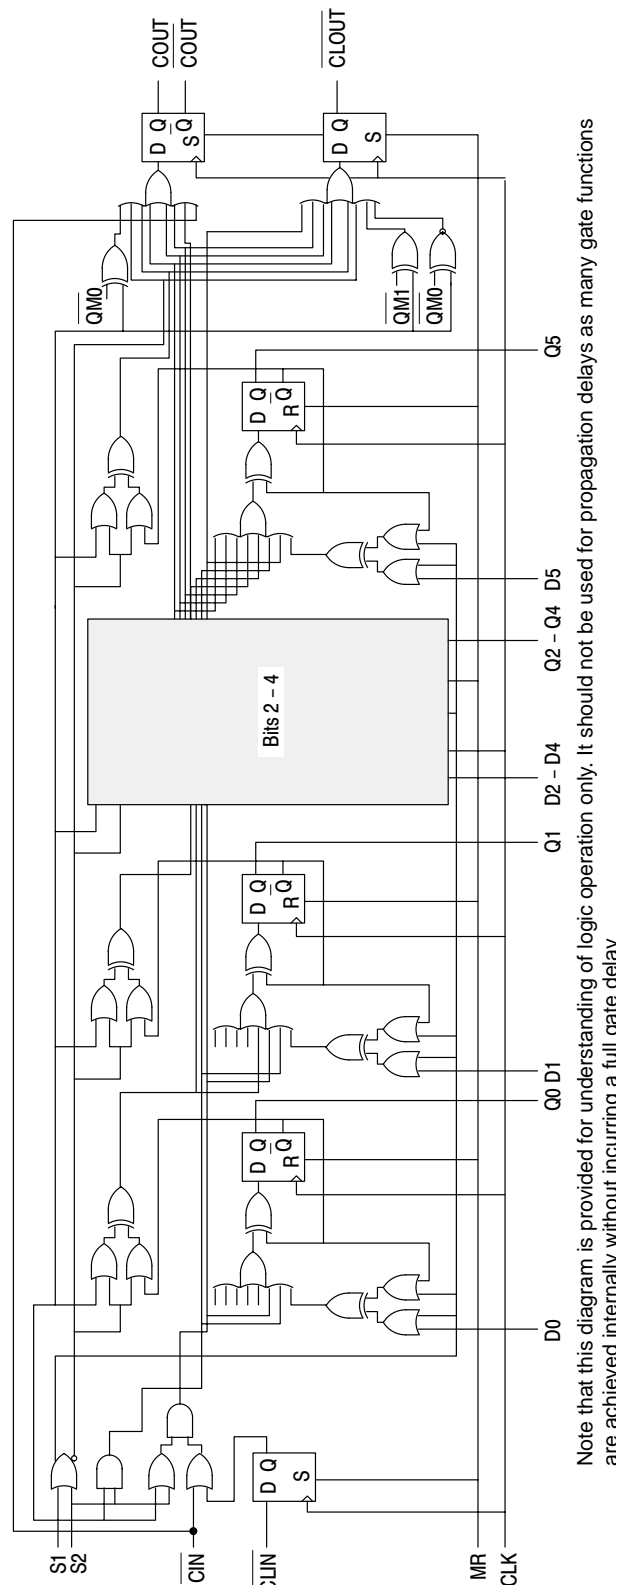 S1
S2
CIN
CLIN
MR
CLK
D Q
S
D0
D Q
Q
R
Q0
D1
D Q
Q
R
Q1
D2 – D4
Bits 2 – 4
Q2 – Q4
D5
D Q
Q
R
Q5
QM0
QM1
QM0
D Q
Q
S
COUT
COUT
D Q
S
CLOUT
Note that this diagram is provided for understanding of logic operation only. It should not be used for propagation delays as many gate functions
are achieved internally without incurring a full gate delay